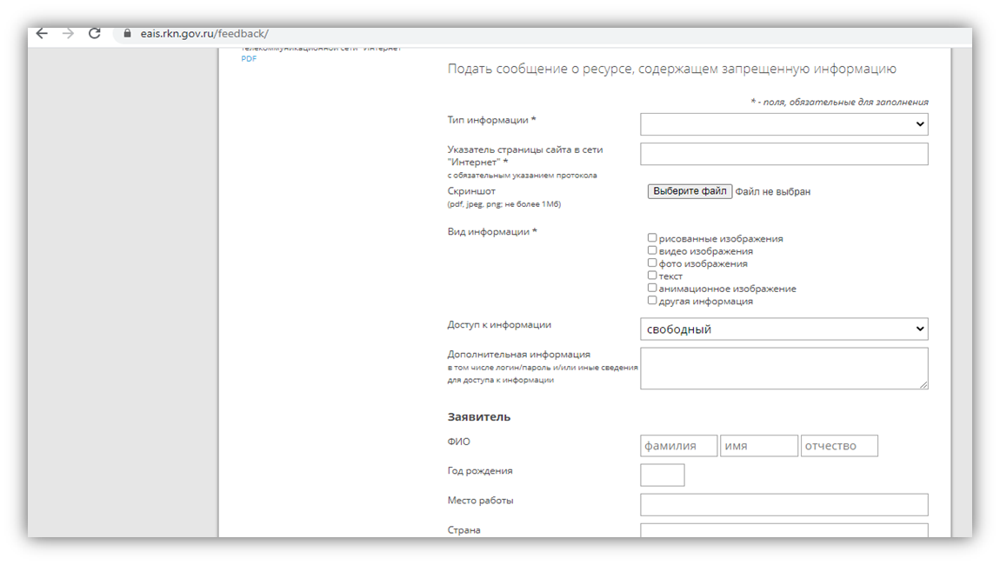 eais.rkn.gov.ru/feedback/
телекоммуникационной сети "Интернет"
PDF
Подать сообщение о ресурсе, содержащем запрещенную информацию
* - поля, обязательные для заполнения
Тип информации *
Указатель страницы сайта в сети
"Интернет" *
с обязательным указанием протокола
Скриншот
(pdf, jpeg, png; не более 1Мб)
Выберите файл Файл не выбран
Вид информации *
рисованные изображения
видео изображения
фото изображения
текст
анимационное изображение
другая информация
Доступ к информации
свободный
Дополнительная информация
в том числе логин/пароль и/или иные сведения
для доступа к информации
Заявитель
ФИО
фамилия имя отчество
Год рождения
Место работы
Страна